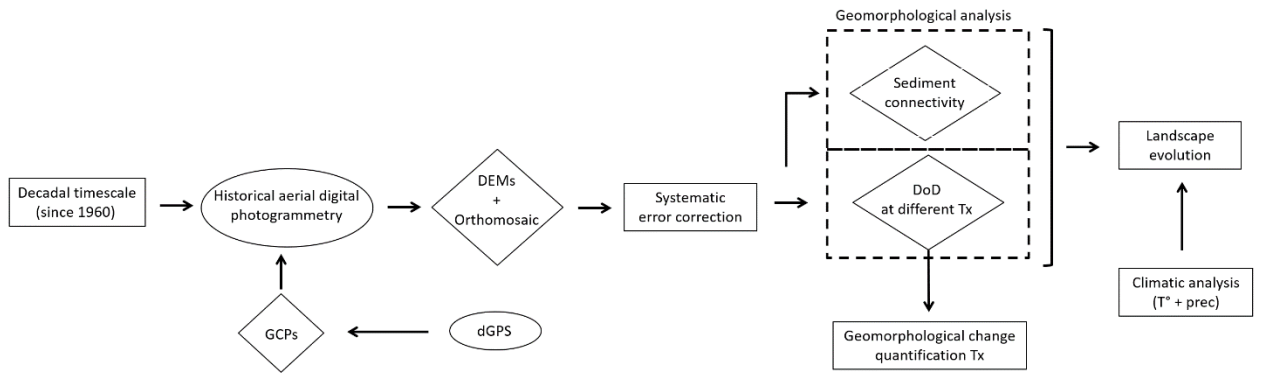 Geomorphological analysis
Sediment
connectivity
Landscape
evolution
DEMs
+
Orthomosaic
Decadal timescale
(since 1960)
Historical aerial digital
photogrammetry
Systematic
error correction
DoD
at different Tx
Climatic analysis
(T° + prec)
GCPs
dGPS
Geomorphological change
quantification Tx